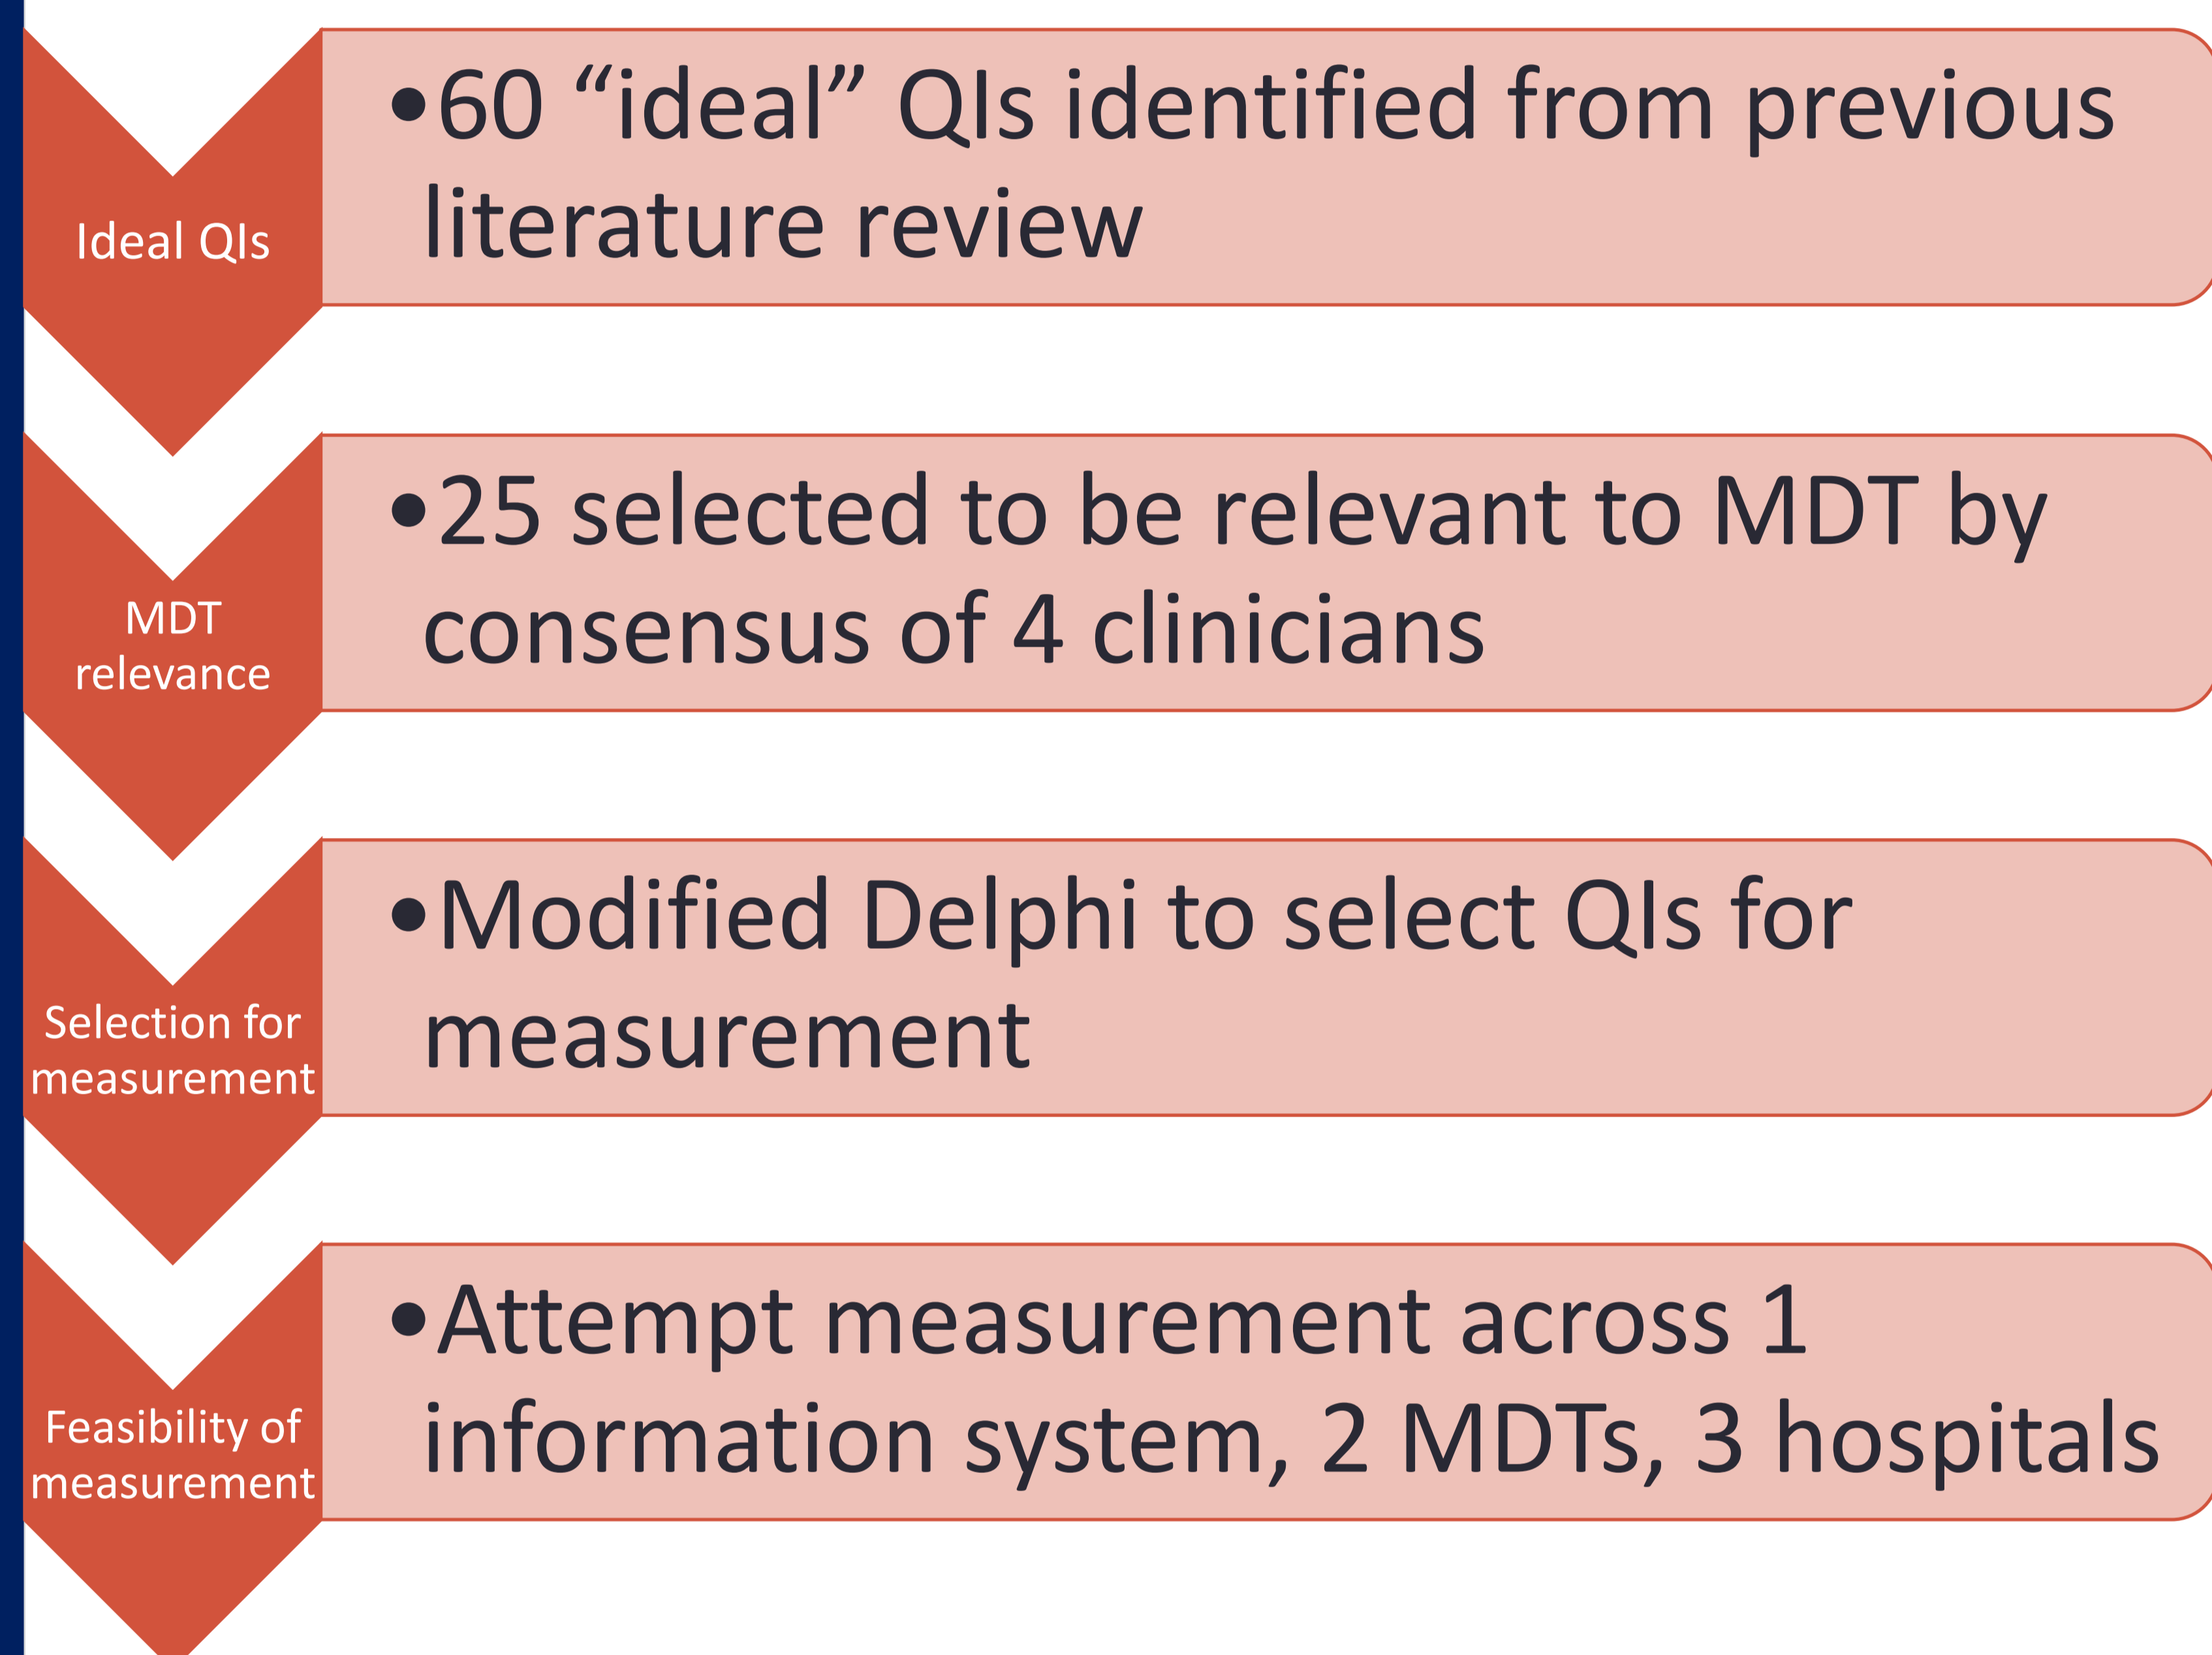 Ideal QIs
•60 “ideal” QIs identified from previous
literature review
MDT
relevance
•25 selected to be relevant to MDT by
consensus of 4 clinicians
Selection for
measurement
•Modified Delphi to select QIs for
measurement
Feasibility of
measurement
•Attempt measurement across 1
information system, 2 MDTs, 3 hospitals